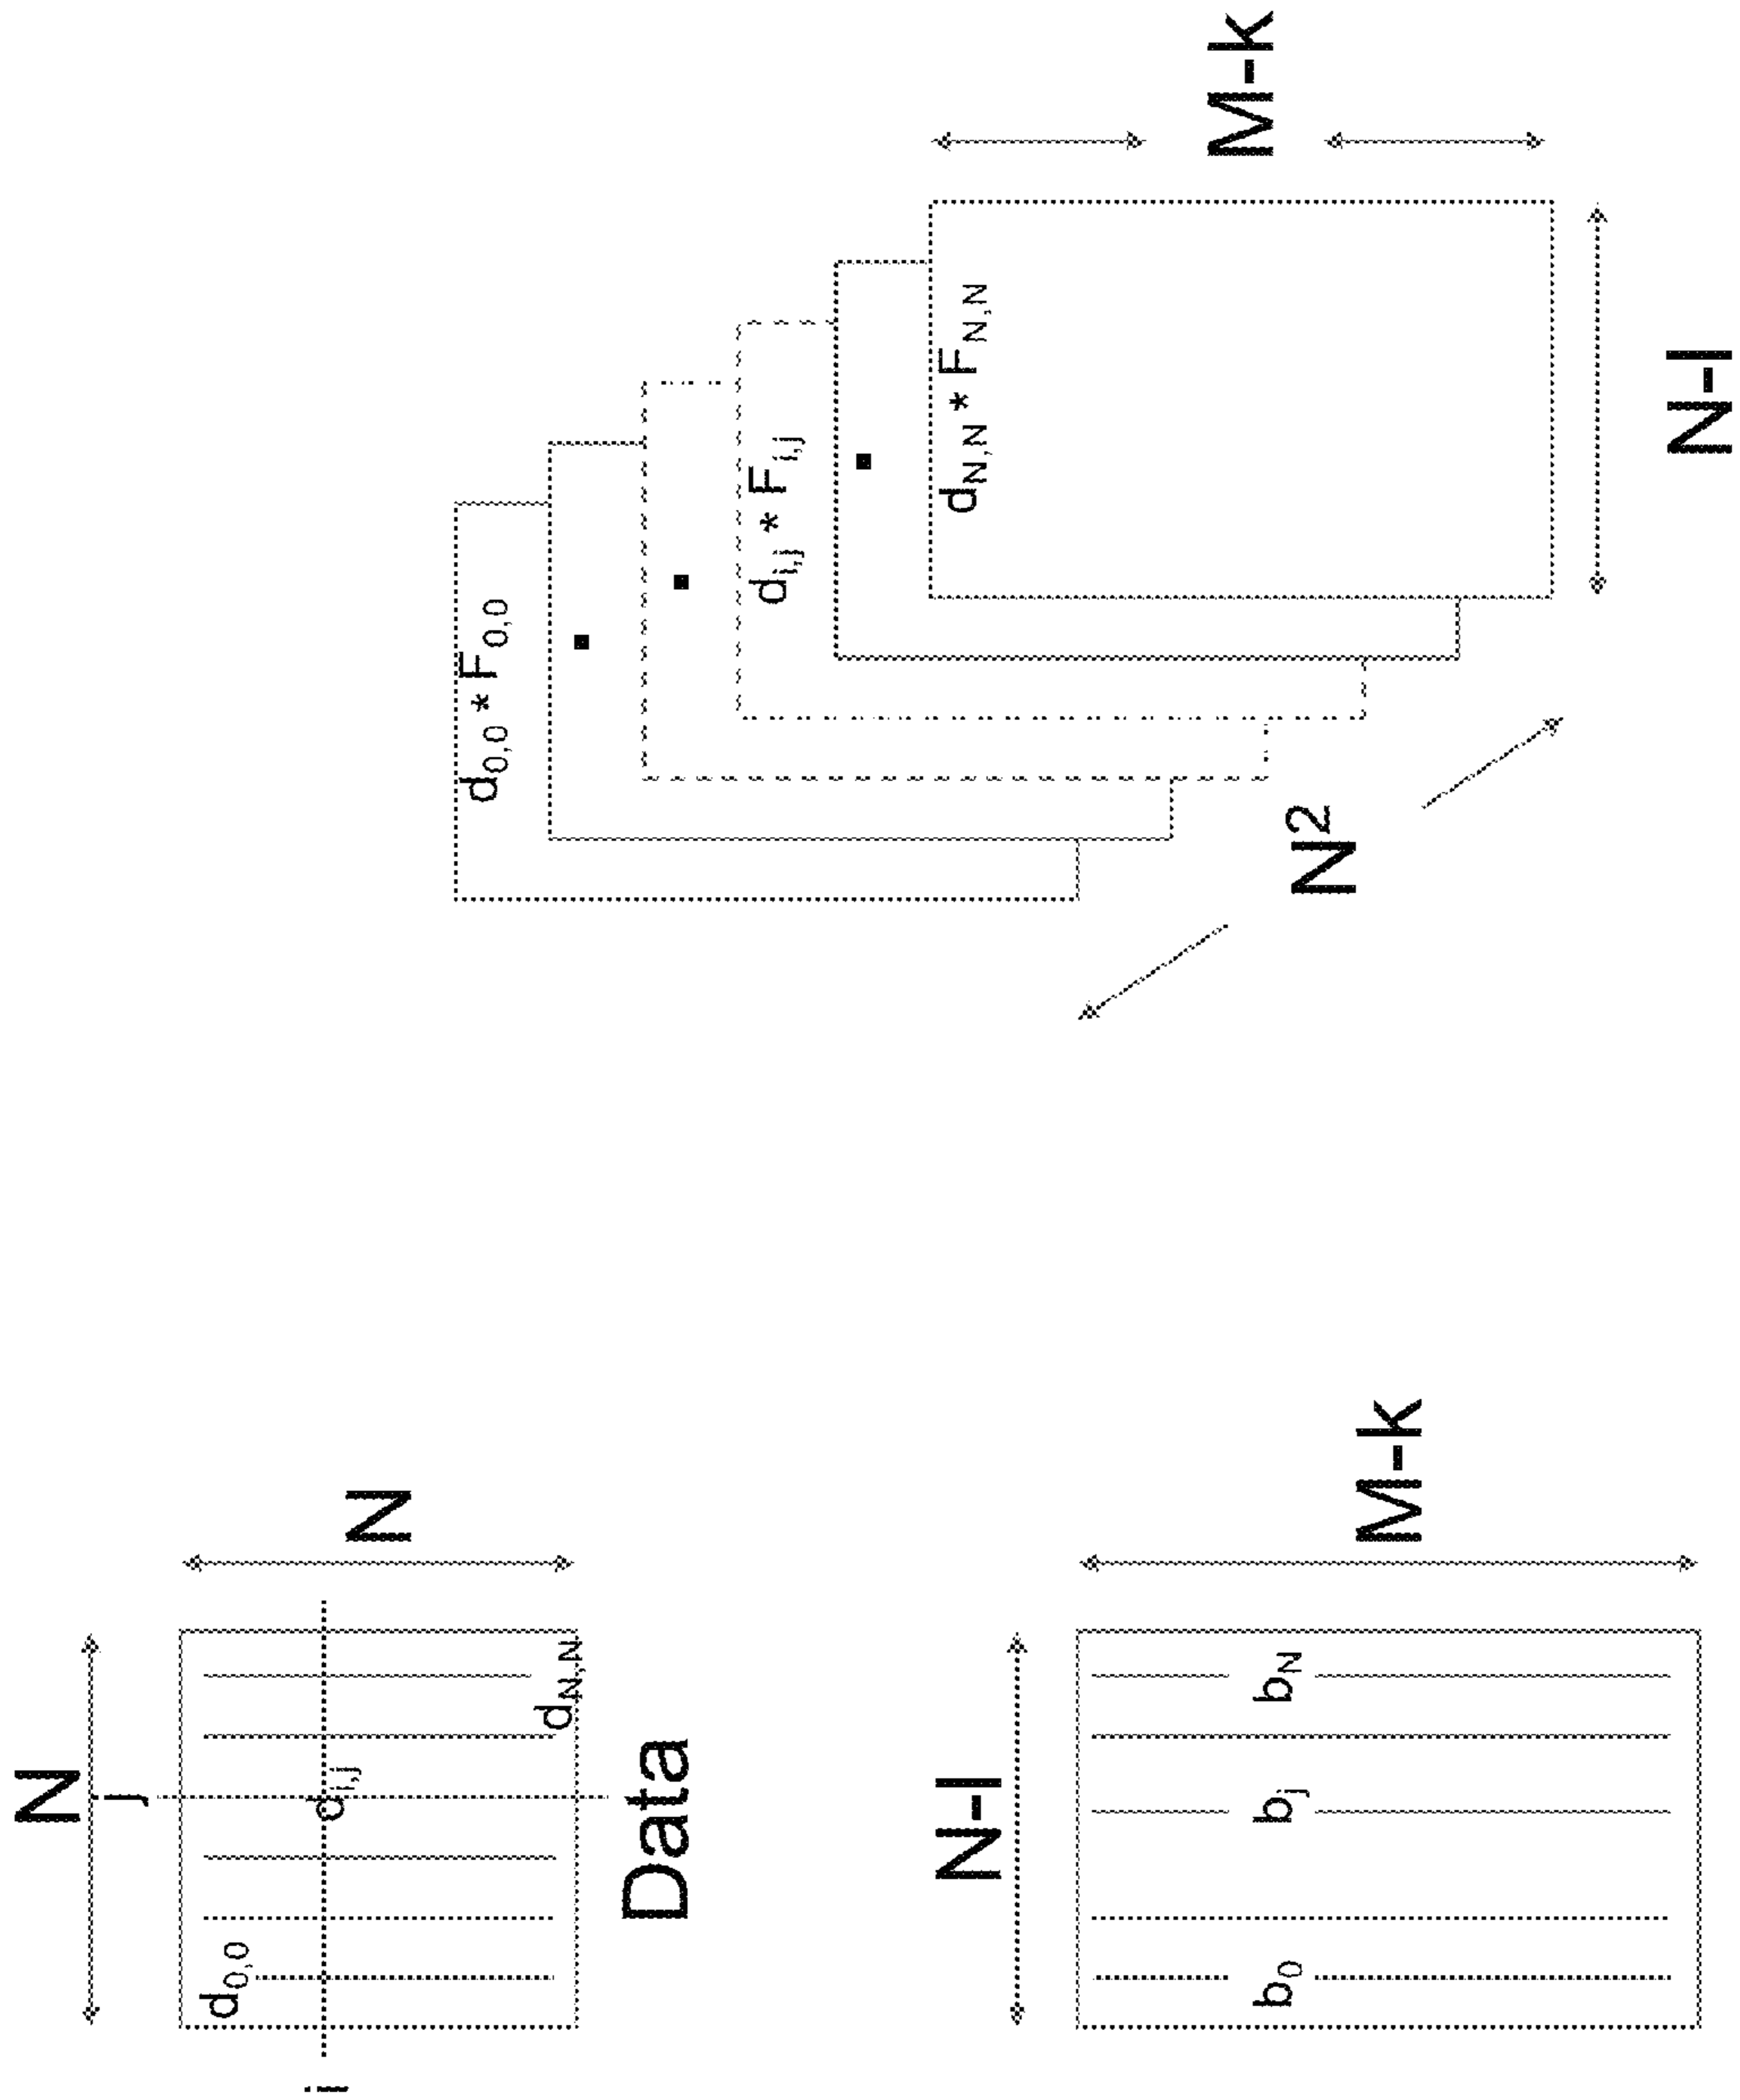 N
j
d0,0
i
di,j
N
dN,N
Data
N-l
b0
bj
bN
M-k
d0,0 * F0,0
di,j * Fi,j
dN,N * FN,N
M-k
N2
N-l